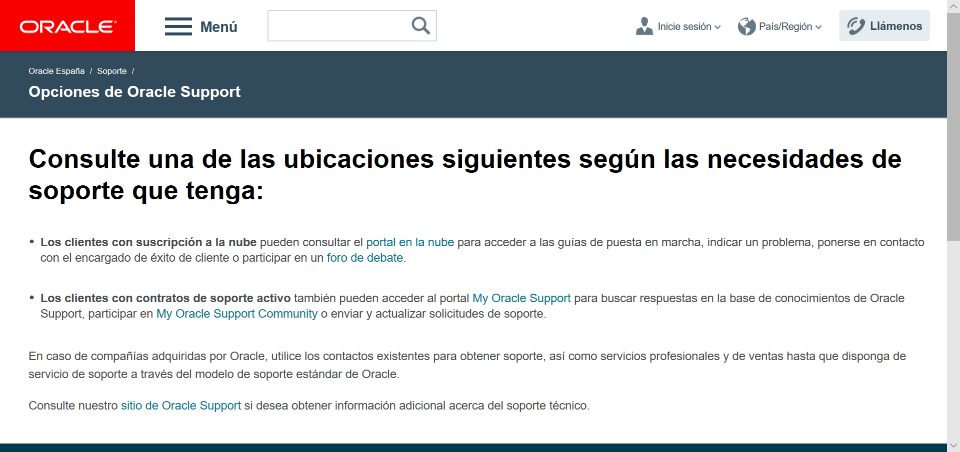 ORACLE
Menú
Inicie sesión
País/Región
Llámenos
Oracle España / Soporte /
Opciones de Oracle Support
Consulte una de las ubicaciones siguientes según las necesidades de
soporte que tenga:
• Los clientes con suscripción a la nube pueden consultar el portal en la nube para acceder a las guías de puesta en marcha, indicar un problema, ponerse en contacto
con el encargado de éxito de cliente o participar en un foro de debate.
• Los clientes con contratos de soporte activo también pueden acceder al portal My Oracle Support para buscar respuestas en la base de conocimientos de Oracle
Support, participar en My Oracle Support Community o enviar y actualizar solicitudes de soporte.
En caso de compañías adquiridas por Oracle, utilice los contactos existentes para obtener soporte, así como servicios profesionales y de ventas hasta que disponga de
servicio de soporte a través del modelo de soporte estándar de Oracle.
Consulte nuestro sitio de Oracle Support si desea obtener información adicional acerca del soporte técnico.